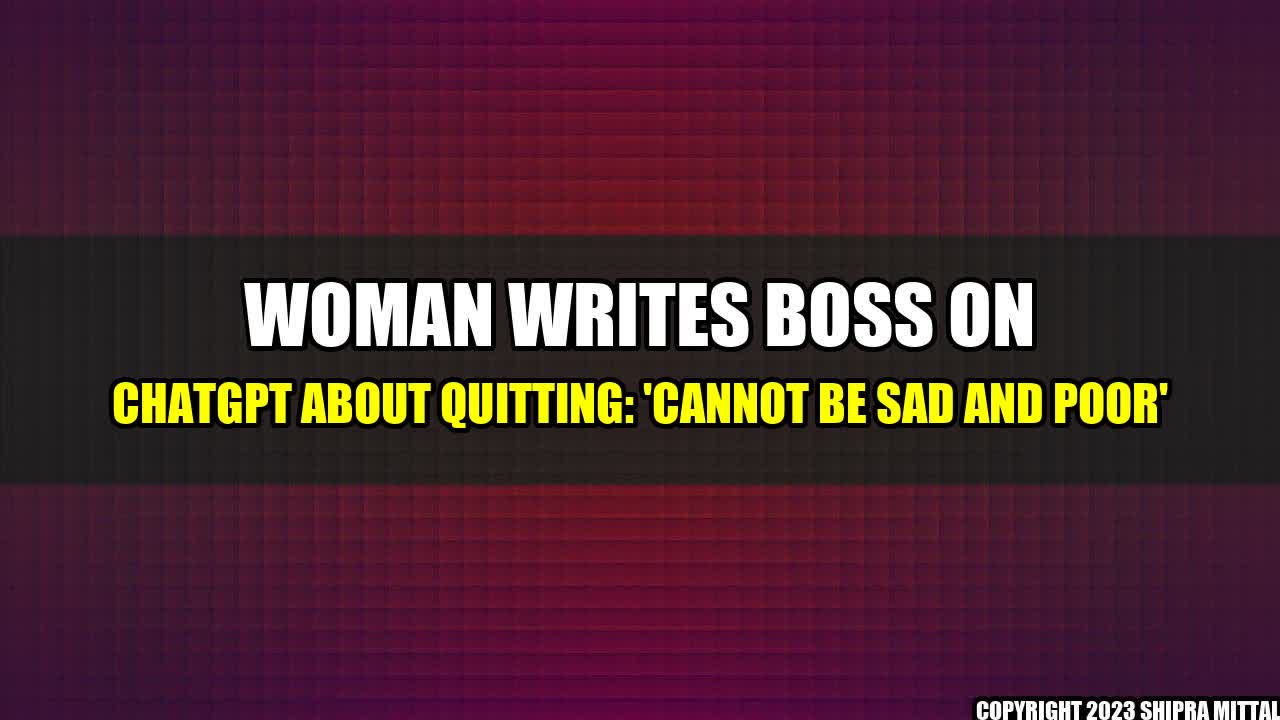 WOMAN WRITES BOSS ON
CHATGPT ABOUT QUITTING: 'CANNOT BE SAD AND POOR'
COPYRIGHT 2023 SHIPRA MITTAL